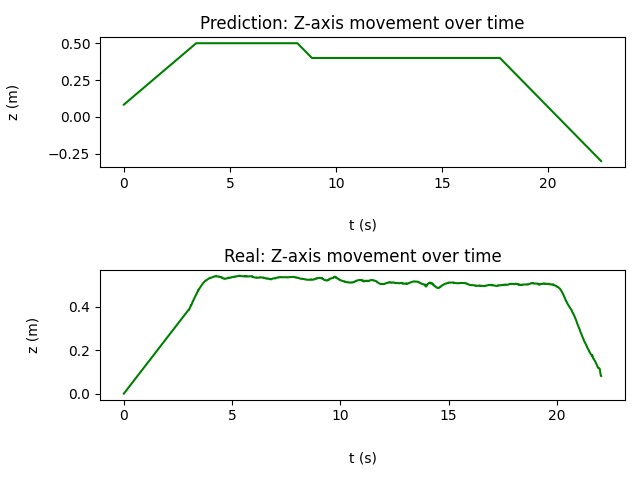 Prediction: Z-axis movement over time
0.50
0.25
0.00
−0.25
z (m)
0 5 10 15 20
t (s)
Real: Z-axis movement over time
0.4
0.2
0.0
z (m)
0 5 10 15 20
t (s)